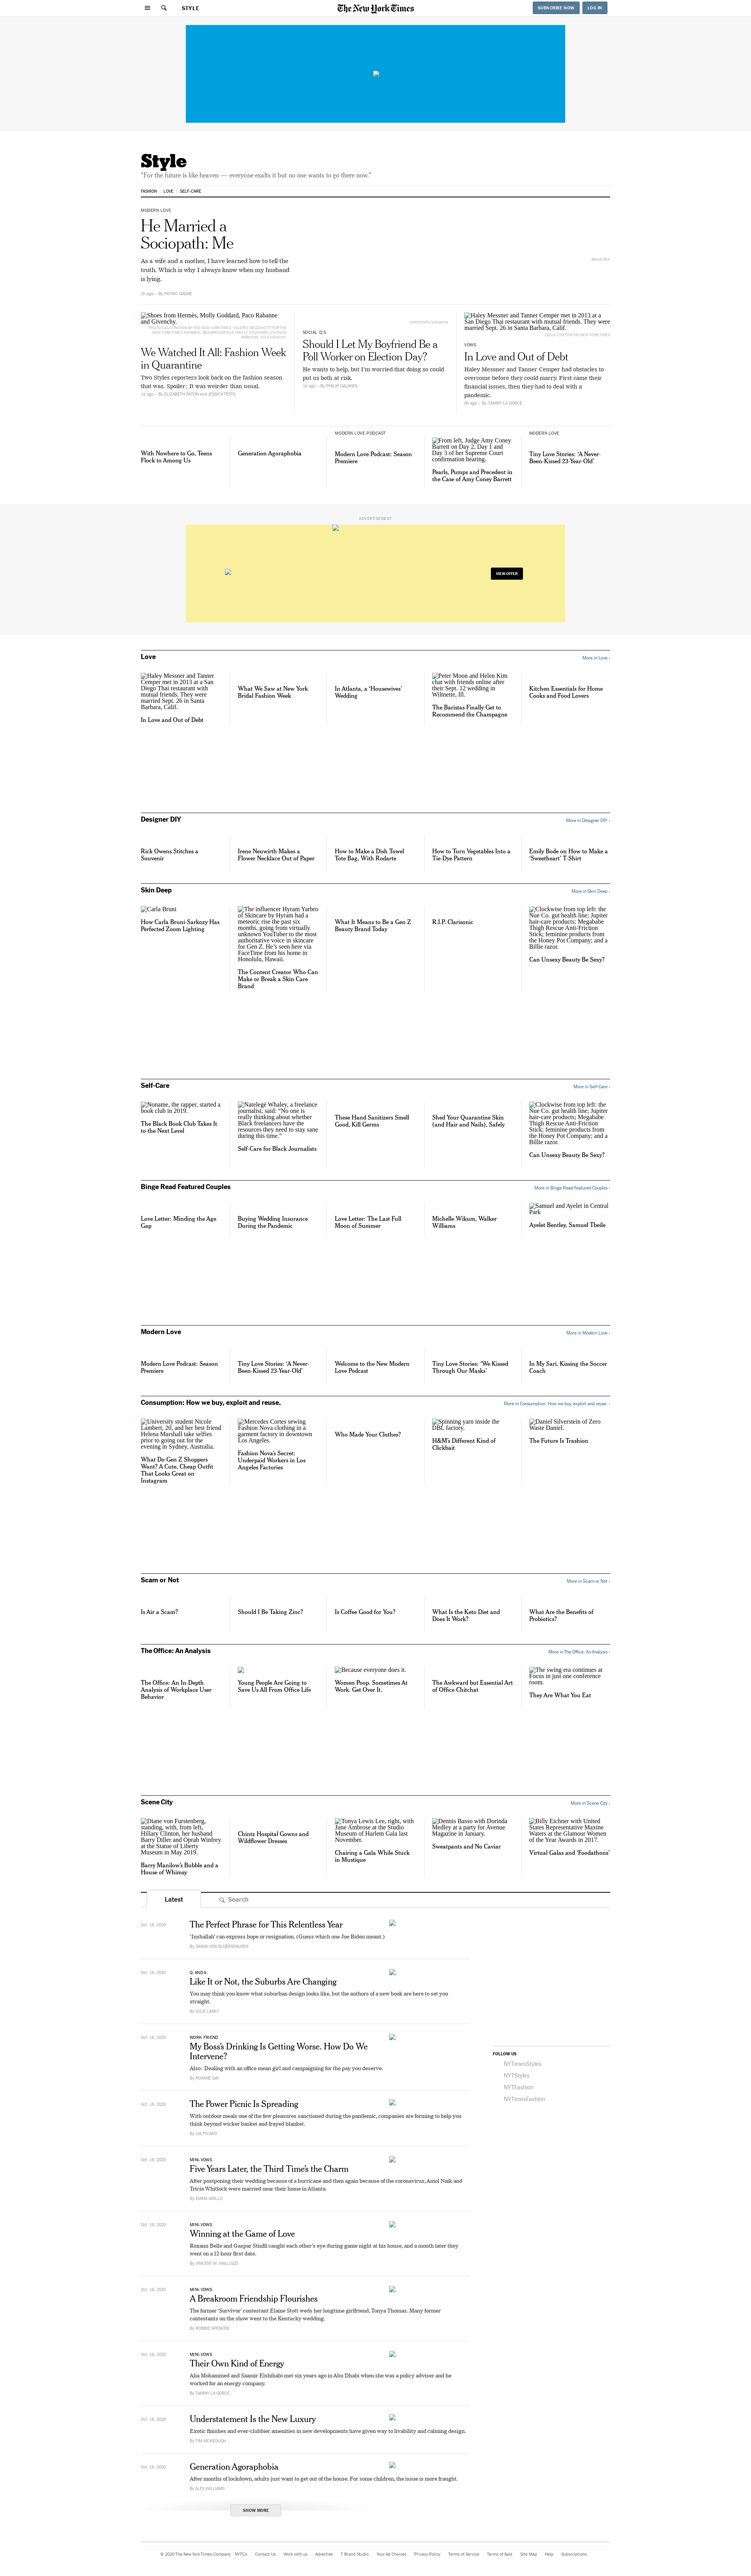 STYLE
The New York Times
SUBSCRIBE NOW
LOG IN
Style
"For the future is like heaven — everyone exalts it but no one wants to go there now."
FASHION
LOVE
SELF-CARE
MODERN LOVE
He Married a
Sociopath: Me
As a wife and a mother, I have learned how to tell the
truth. Which is why I always know when my husband
is lying.
2h ago – By PATRIC GAGNE
BRIAN REA
Shoes from Hermès, Molly Goddard, Paco Rabanne
and Givenchy.
We Watched It All: Fashion Week
in Quarantine
Two Styles reporters look back on the fashion season
that was. Spoiler: It was weirder than usual.
1d ago – By ELIZABETH PATON and JESSICA TESTA
CHRISTOPH NIEMANN
SOCIAL Q'S
Should I Let My Boyfriend Be a
Poll Worker on Election Day?
He wants to help, but I'm worried that doing so could
put us both at risk.
1d ago – By PHILIP GALANES
Haley Messner and Tanner Cemper met in 2013 at a
San Diego Thai restaurant with mutual friends. They were
married Sept. 26 in Santa Barbara, Calif.
VOWS
In Love and Out of Debt
Haley Messner and Tanner Cemper had obstacles to
overcome before they could marry. First came their
financial issues, then they had to deal with a
pandemic.
9h ago – By TAMMY LA GORCE
With Nowhere to Go, Teens
Flock to Among Us
Generation Agoraphobia
MODERN LOVE PODCAST
Modern Love Podcast: Season
Premiere
From left, Judge Amy Coney
Barrett on Day 2, Day 1 and
Day 3 of her Supreme Court
confirmation hearing.
Pearls, Pumps and Precedent in
the Case of Amy Coney Barrett
MODERN LOVE
Tiny Love Stories: 'A Never-
Been-Kissed 23-Year-Old'
ADVERTISEMENT
VIEW OFFER
Love
More in Love ›
Haley Messner and Tanner
Cemper met in 2013 at a San
Diego Thai restaurant with
mutual friends. They were
married Sept. 26 in Santa
Barbara, Calif.
In Love and Out of Debt
What We Saw at New York
Bridal Fashion Week
In Atlanta, a 'Housewives'
Wedding
Peter Moon and Helen Kim
chat with friends online after
their Sept. 12 wedding in
Wilmette, Ill.
The Baristas Finally Get to
Recommend the Champagne
Kitchen Essentials for Home
Cooks and Food Lovers
Designer DIY
More in Designer DIY ›
Rick Owens Stitches a
Souvenir
Irene Neuwirth Makes a
Flower Necklace Out of Paper
How to Make a Dish Towel
Tote Bag, With Rodarte
How to Turn Vegetables Into a
Tie-Dye Pattern
Emily Bode on How to Make a
'Sweetheart' T-Shirt
Skin Deep
More in Skin Deep ›
Carla Bruni
How Carla Bruni-Sarkozy Has
Perfected Zoom Lighting
The influencer Hyram Yarbro
of Skincare by Hyram had a
meteoric rise the past six
months, going from virtually
unknown YouTuber to the most
authoritative voice in skincare
for Gen Z. He's seen here via
FaceTime from his home in
Honolulu, Hawaii.
The Content Creator Who Can
Make or Break a Skin Care
Brand
What It Means to Be a Gen Z
Beauty Brand Today
R.I.P. Clarisonic
Clockwise from top left: the
Nue Co. gut health line; Jupiter
hair-care products; Megababe
Thigh Rescue Anti-Friction
Stick; feminine products from
the Honey Pot Company; and a
Billie razor.
Can Unsexy Beauty Be Sexy?
Self-Care
More in Self-Care ›
Noname, the rapper, started a
book club in 2019.
The Black Book Club Takes It
to the Next Level
Natelegé Whaley, a freelance
journalist, said: "No one is
really thinking about whether
Black freelancers have the
resources they need to stay sane
during this time."
Self-Care for Black Journalists
These Hand Sanitizers Smell
Good, Kill Germs
Shed Your Quarantine Skin
(and Hair and Nails), Safely
Clockwise from top left: the
Nue Co. gut health line; Jupiter
hair-care products; Megababe
Thigh Rescue Anti-Friction
Stick; feminine products from
the Honey Pot Company; and a
Billie razor.
Can Unsexy Beauty Be Sexy?
Binge Read Featured Couples
More in Binge Read Featured Couples ›
Love Letter: Minding the Age
Gap
Buying Wedding Insurance
During the Pandemic
Love Letter: The Last Full
Moon of Summer
Michelle Wikum, Walker
Williams
Samuel and Ayelet in Central
Park
Ayelet Bentley, Samuel Tbeile
Modern Love
More in Modern Love ›
Modern Love Podcast: Season
Premiere
Tiny Love Stories: 'A Never-
Been-Kissed 23-Year-Old'
Welcome to the New Modern
Love Podcast
Tiny Love Stories: 'We Kissed
Through Our Masks'
In My Sari, Kissing the Soccer
Coach
Consumption: How we buy, exploit and reuse.
More in Consumption: How we buy, exploit and reuse. ›
University student Nicole
Lambert, 20, and her best friend
Helena Marshall take selfies
prior to going out for the
evening in Sydney, Australia.
What Do Gen Z Shoppers
Want? A Cute, Cheap Outfit
That Looks Great on
Instagram
Mercedes Cortes sewing
Fashion Nova clothing in a
garment factory in downtown
Los Angeles.
Fashion Nova's Secret:
Underpaid Workers in Los
Angeles Factories
Who Made Your Clothes?
Spinning yarn inside the
DBL factory.
H&M's Different Kind of
Clickbait
Daniel Silverstein of Zero
Waste Daniel.
The Future Is Trashion
Scam or Not
More in Scam or Not ›
Is Air a Scam?
Should I Be Taking Zinc?
Is Coffee Good for You?
What Is the Keto Diet and
Does It Work?
What Are the Benefits of
Probiotics?
The Office: An Analysis
More in The Office: An Analysis ›
The Office: An In-Depth
Analysis of Workplace User
Behavior
Young People Are Going to
Save Us All From Office Life
Because everyone does it.
Women Poop. Sometimes At
Work. Get Over It.
The Awkward but Essential Art
of Office Chitchat
The swing era continues at
Focus in just one conference
room.
They Are What You Eat
Scene City
More in Scene City ›
Diane von Furstenberg,
standing, with, from left,
Hillary Clinton, her husband
Barry Diller and Oprah Winfrey
at the Statue of Liberty
Museum in May 2019.
Barry Manilow's Bubble and a
House of Whimsy
Chintz Hospital Gowns and
Wildflower Dresses
Tonya Lewis Lee, right, with
June Ambrose at the Studio
Museum of Harlem Gala last
November.
Chairing a Gala While Stuck
in Mustique
Dennis Basso with Dorinda
Medley at a party for Avenue
Magazine in January.
Sweatpants and No Caviar
Billy Eichner with United
States Representative Maxine
Waters at the Glamour Women
of the Year Awards in 2017.
Virtual Galas and 'Foodathons'
Latest
Search
Oct. 16, 2020
The Perfect Phrase for This Relentless Year
'Inshallah' can express hope or resignation. (Guess which one Joe Biden meant.)
By SASHA VON OLDERSHAUSEN
Oct. 16, 2020
Q. AND A.
Like It or Not, the Suburbs Are Changing
You may think you know what suburban design looks like, but the authors of a new book are here to set you
straight.
By JULIE LASKY
Oct. 16, 2020
WORK FRIEND
My Boss's Drinking Is Getting Worse. How Do We
Intervene?
Also: Dealing with an office mean girl and campaigning for the pay you deserve.
By ROXANE GAY
Oct. 16, 2020
The Power Picnic Is Spreading
With outdoor meals one of the few pleasures sanctioned during the pandemic, companies are forming to help you
think beyond wicker basket and frayed blanket.
By LIA PICARD
Oct. 16, 2020
MINI-VOWS
Five Years Later, the Third Time's the Charm
After postponing their wedding because of a hurricane and then again because of the coronavirus, Amol Naik and
Tricia Whitlock were married near their home in Atlanta.
By EMMA GRILLO
Oct. 16, 2020
MINI-VOWS
Winning at the Game of Love
Roxann Belle and Gaspar Stinfil caught each other's eye during game night at his house, and a month later they
went on a 12-hour first date.
By VINCENT M. MALLOZZI
Oct. 16, 2020
MINI-VOWS
A Breakroom Friendship Flourishes
The former 'Survivor' contestant Elaine Stott weds her longtime girlfriend, Tonya Thomas. Many former
contestants on the show went to the Kentucky wedding.
By ROBBIE SPENCER
Oct. 16, 2020
MINI-VOWS
Their Own Kind of Energy
Alia Mohammed and Saamir Elshihabi met six years ago in Abu Dhabi when she was a policy adviser and he
worked for an energy company.
By TAMMY LA GORCE
Oct. 16, 2020
Understatement Is the New Luxury
Exotic finishes and ever-clubbier amenities in new developments have given way to livability and calming design.
By TIM MCKEOUGH
Oct. 16, 2020
Generation Agoraphobia
After months of lockdown, adults just want to get out of the house. For some children, the issue is more fraught.
By ALEX WILLIAMS
SHOW MORE
FOLLOW US
NYTimesStyles
NYTStyles
NYTFashion
NYTimesfashion
© 2020 The New York Times Company
NYTCo
Contact Us
Work with us
Advertise
T Brand Studio
Your Ad Choices
Privacy Policy
Terms of Service
Terms of Sale
Site Map
Help
Subscriptions